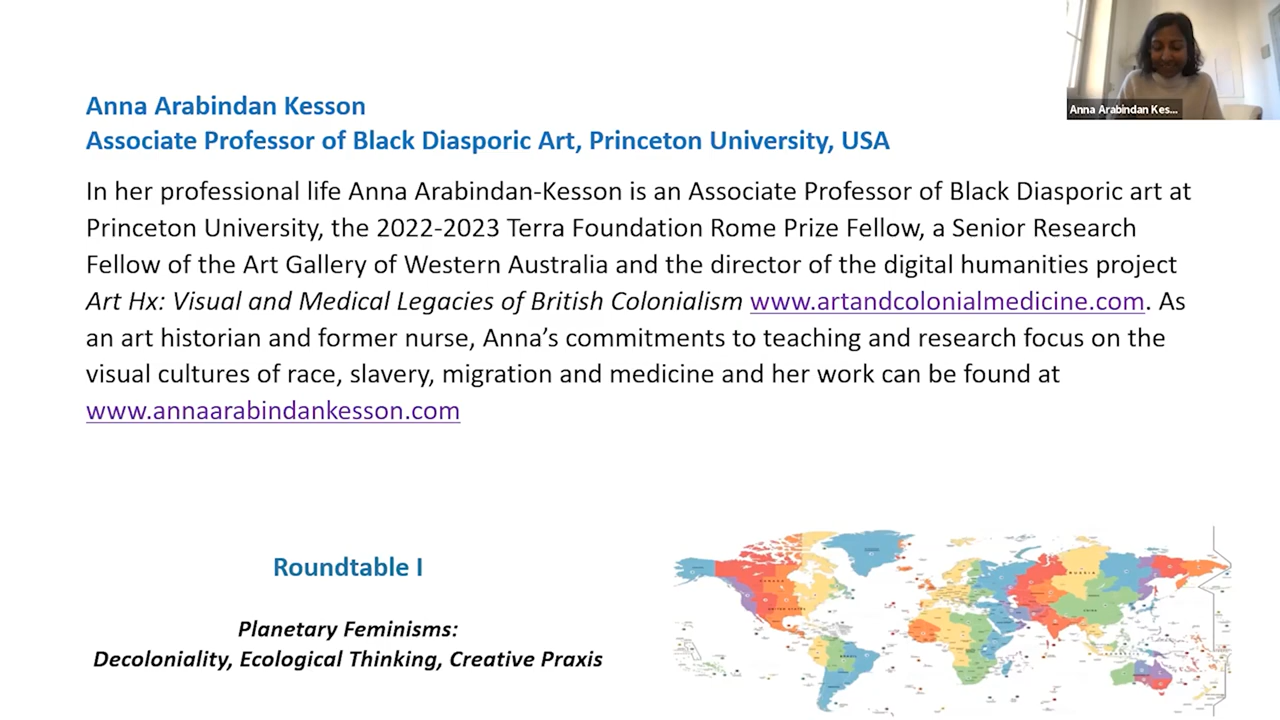 Anna Arabindan Kes...
Anna Arabindan Kesson
Associate Professor of Black Diasporic Art, Princeton University, USA
In her professional life Anna Arabindan-Kesson is an Associate Professor of Black Diasporic art at
Princeton University, the 2022-2023 Terra Foundation Rome Prize Fellow, a Senior Research
Fellow of the Art Gallery of Western Australia and the director of the digital humanities project
Art Hx: Visual and Medical Legacies of British Colonialism www.artandcolonialmedicine.com. As
an art historian and former nurse, Anna’s commitments to teaching and research focus on the
visual cultures of race, slavery, migration and medicine and her work can be found at
www.annaarabindankesson.com
Roundtable I
Planetary Feminisms:
Decoloniality, Ecological Thinking, Creative Praxis